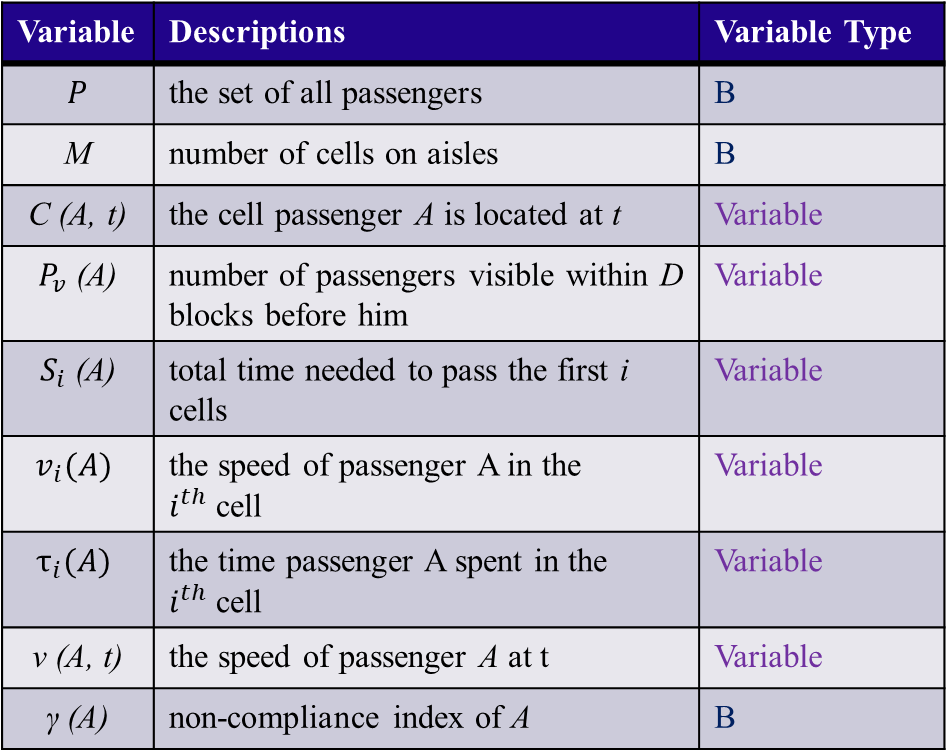 Variable Descriptions Variable Type
P the set of all passengers B
M number of cells on aisles B
C (A, t) the cell passenger A is located at t Variable
P_v (A) number of passengers visible within D Variable
blocks before him
S_i (A) total time needed to pass the first i Variable
cells
v_i(A) the speed of passenger A in the Variable
i^th cell
τ_i(A) the time passenger A spent in the Variable
i^th cell
v (A, t) the speed of passenger A at t Variable
γ (A) non-compliance index of A B